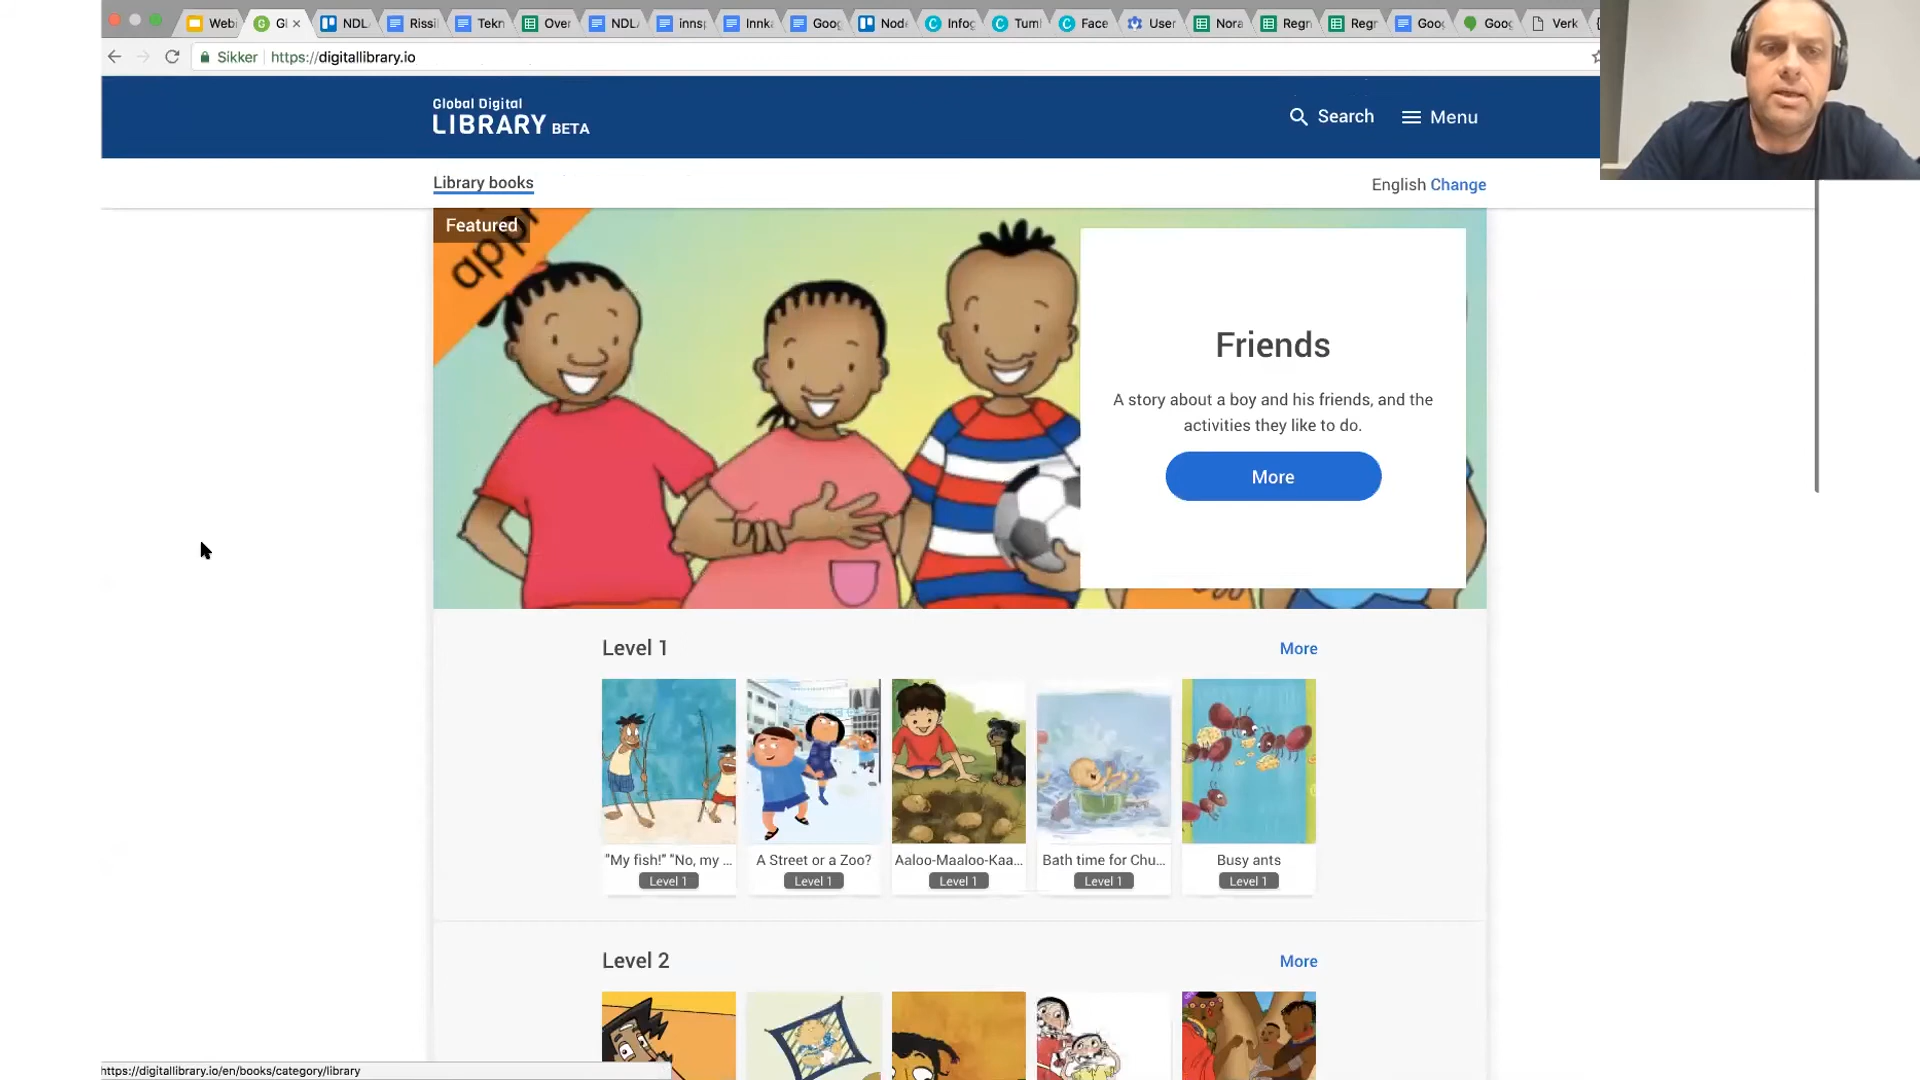 Webi
Gl
NDL
Rissl
Tekn
Over
NDL
inns
Innk
Goog
Nod
Infog
Tum
Face
User
Nora
Regn
Regr
Goog
Goog
Verk
Sikker https://digitallibrary.io
Global Digital
LIBRARY BETA
Search
Menu
Library books
English Change
Featured
appr
Friends
A story about a boy and his friends, and the
activities they like to do.
More
Level 1
More
"My fish!" "No, my ...
Level 1
A Street or a Zoo?
Level 1
Aaloo-Maaloo-Kaa...
Level 1
Bath time for Chu...
Level 1
Busy ants
Level 1
Level 2
More
https://digitallibrary.io/en/books/category/library